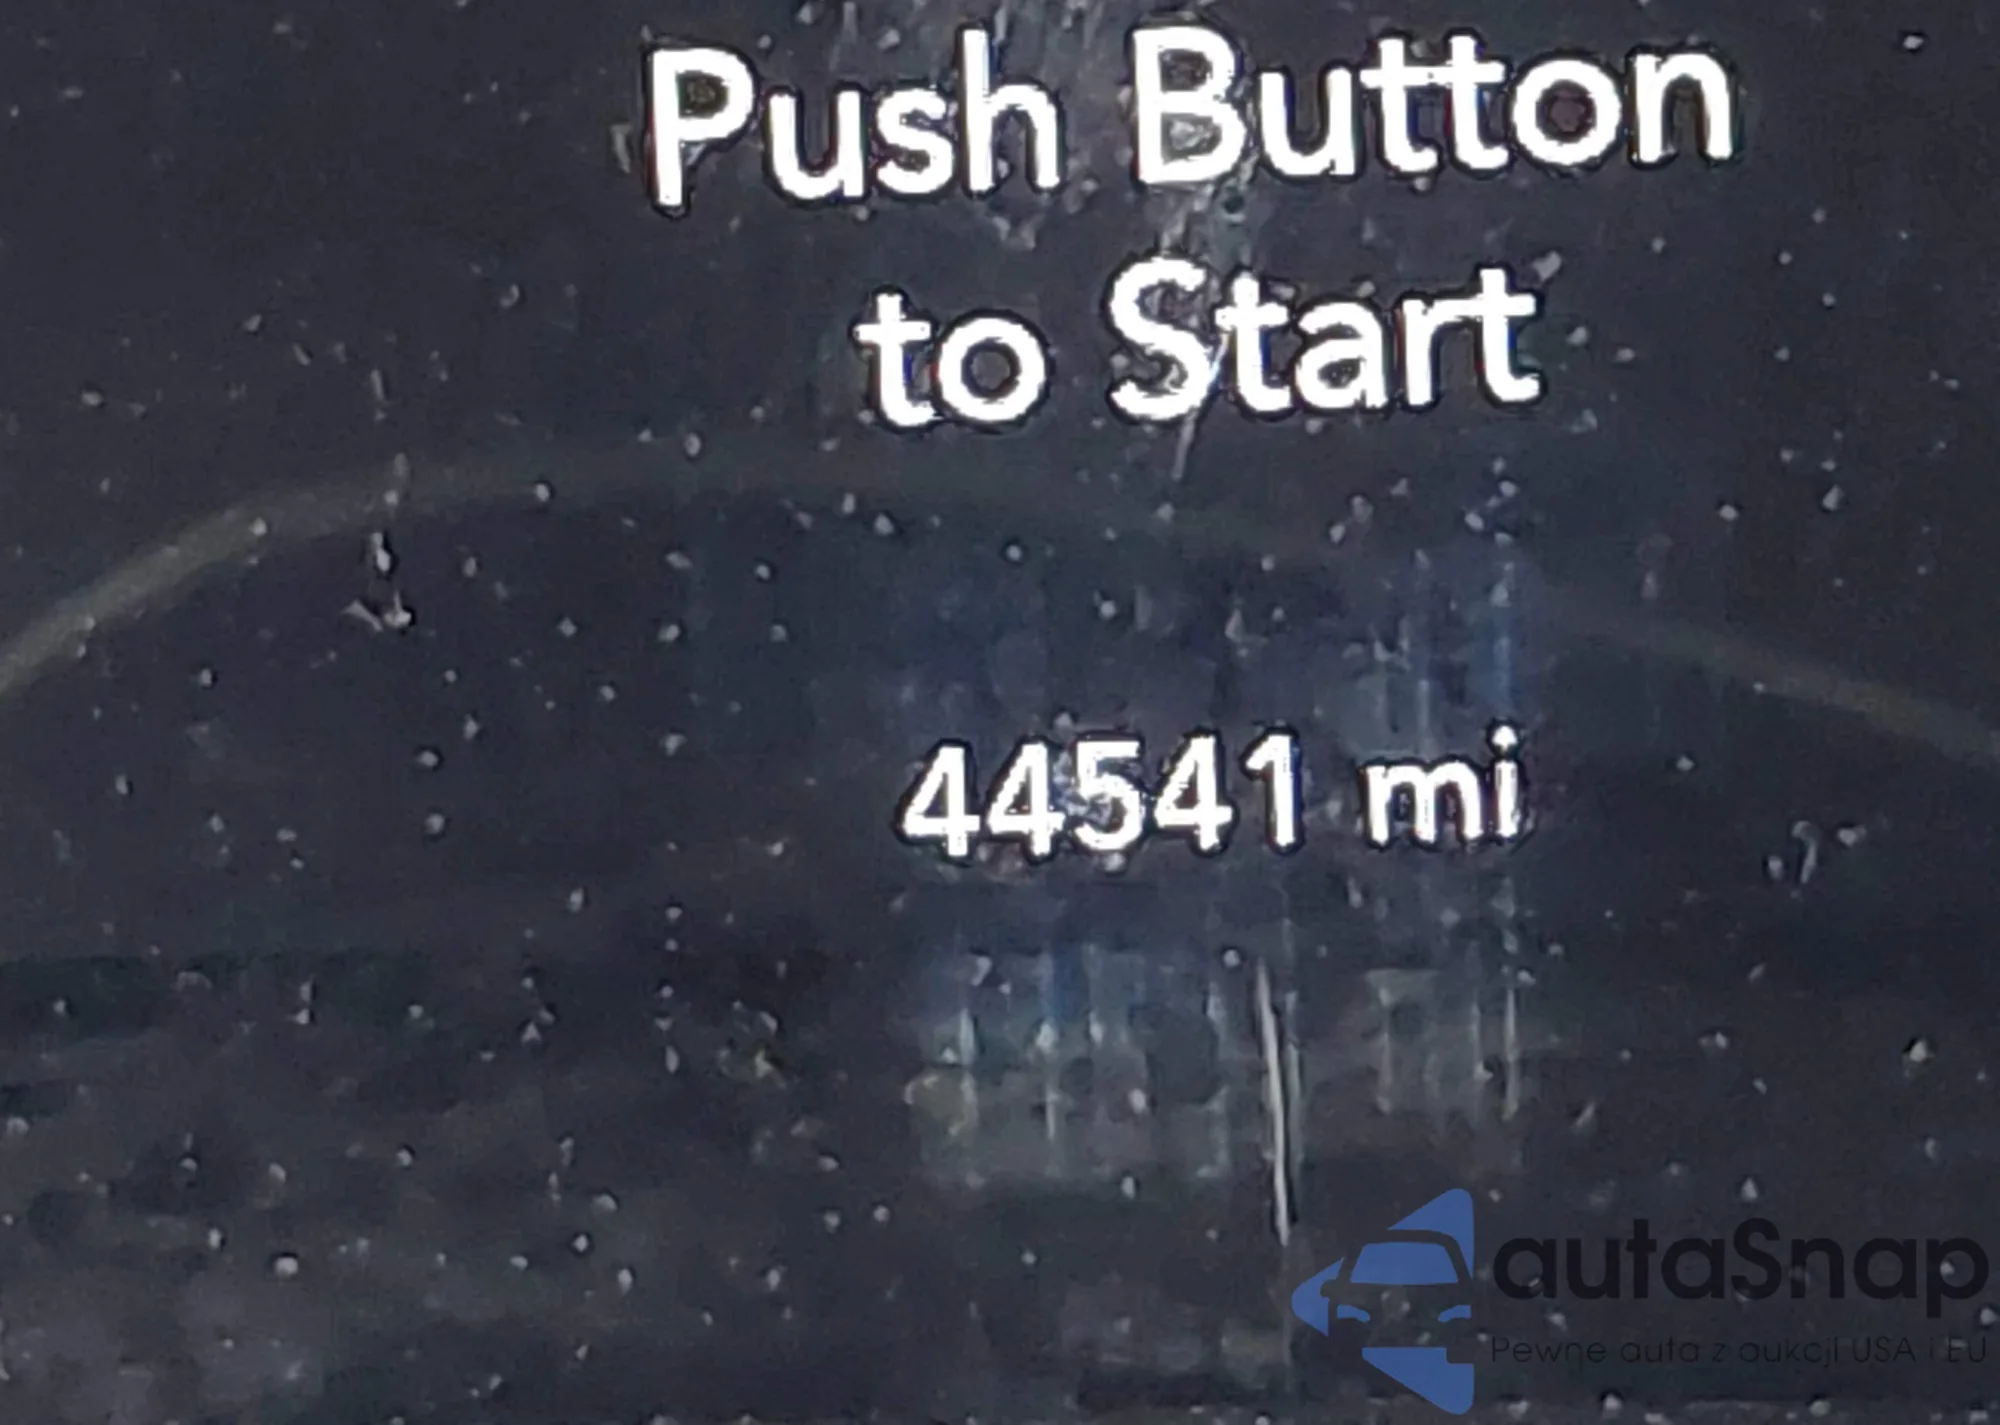 Push Button
to Start
44541 mi
autaSnap
Pewne auta z aukcji USA i EU